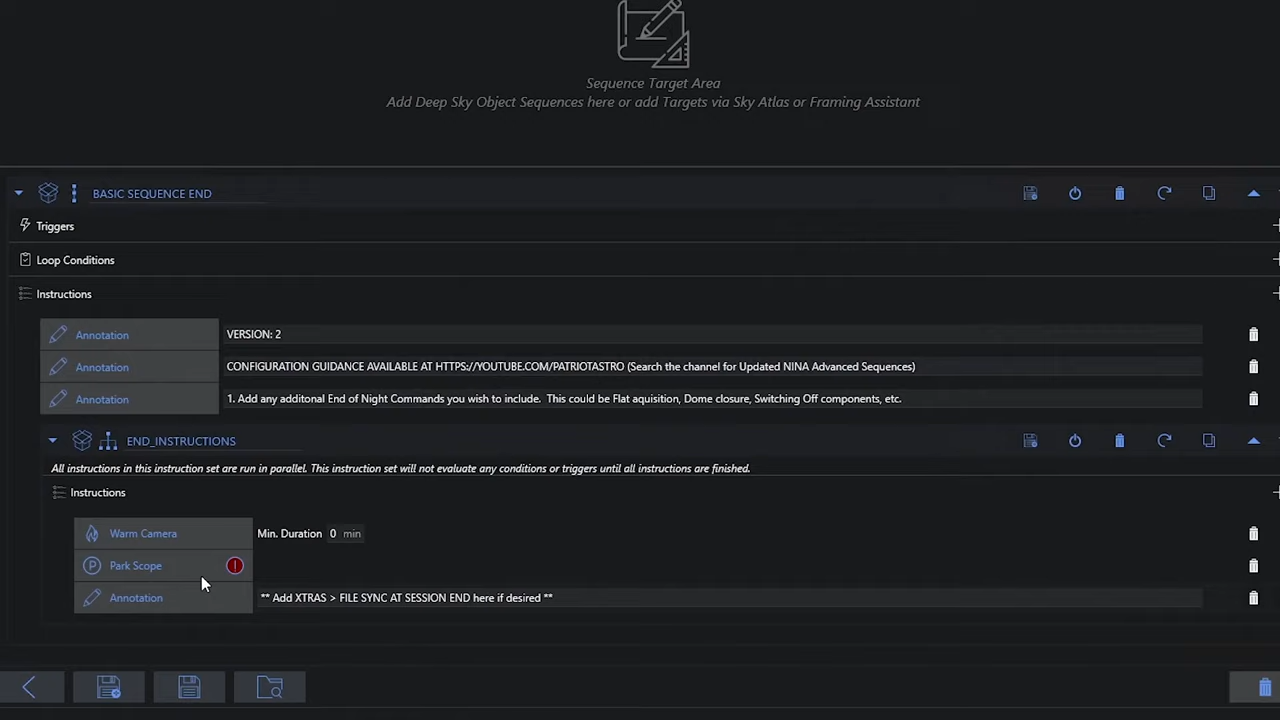 Sequence Target Area
Add Deep Sky Object Sequences here or add Targets via Sky Atlas or Framing Assistant
BASIC SEQUENCE END
Triggers
Loop Conditions
Instructions
Annotation VERSION: 2
Annotation CONFIGURATION GUIDANCE AVAILABLE AT HTTPS://YOUTUBE.COM/PATRIOTASTRO (Search the channel for Updated NINA Advanced Sequences)
Annotation 1. Add any additonal End of Night Commands you wish to include. This could be Flat aquisition, Dome closure, Switching Off components, etc.
END_INSTRUCTIONS
All instructions in this instruction set are run in parallel. This instruction set will not evaluate any conditions or triggers until all instructions are finished.
Instructions
Warm Camera Min. Duration 0 min
P Park Scope !
Annotation ** Add XTRAS > FILE SYNC AT SESSION END here if desired **